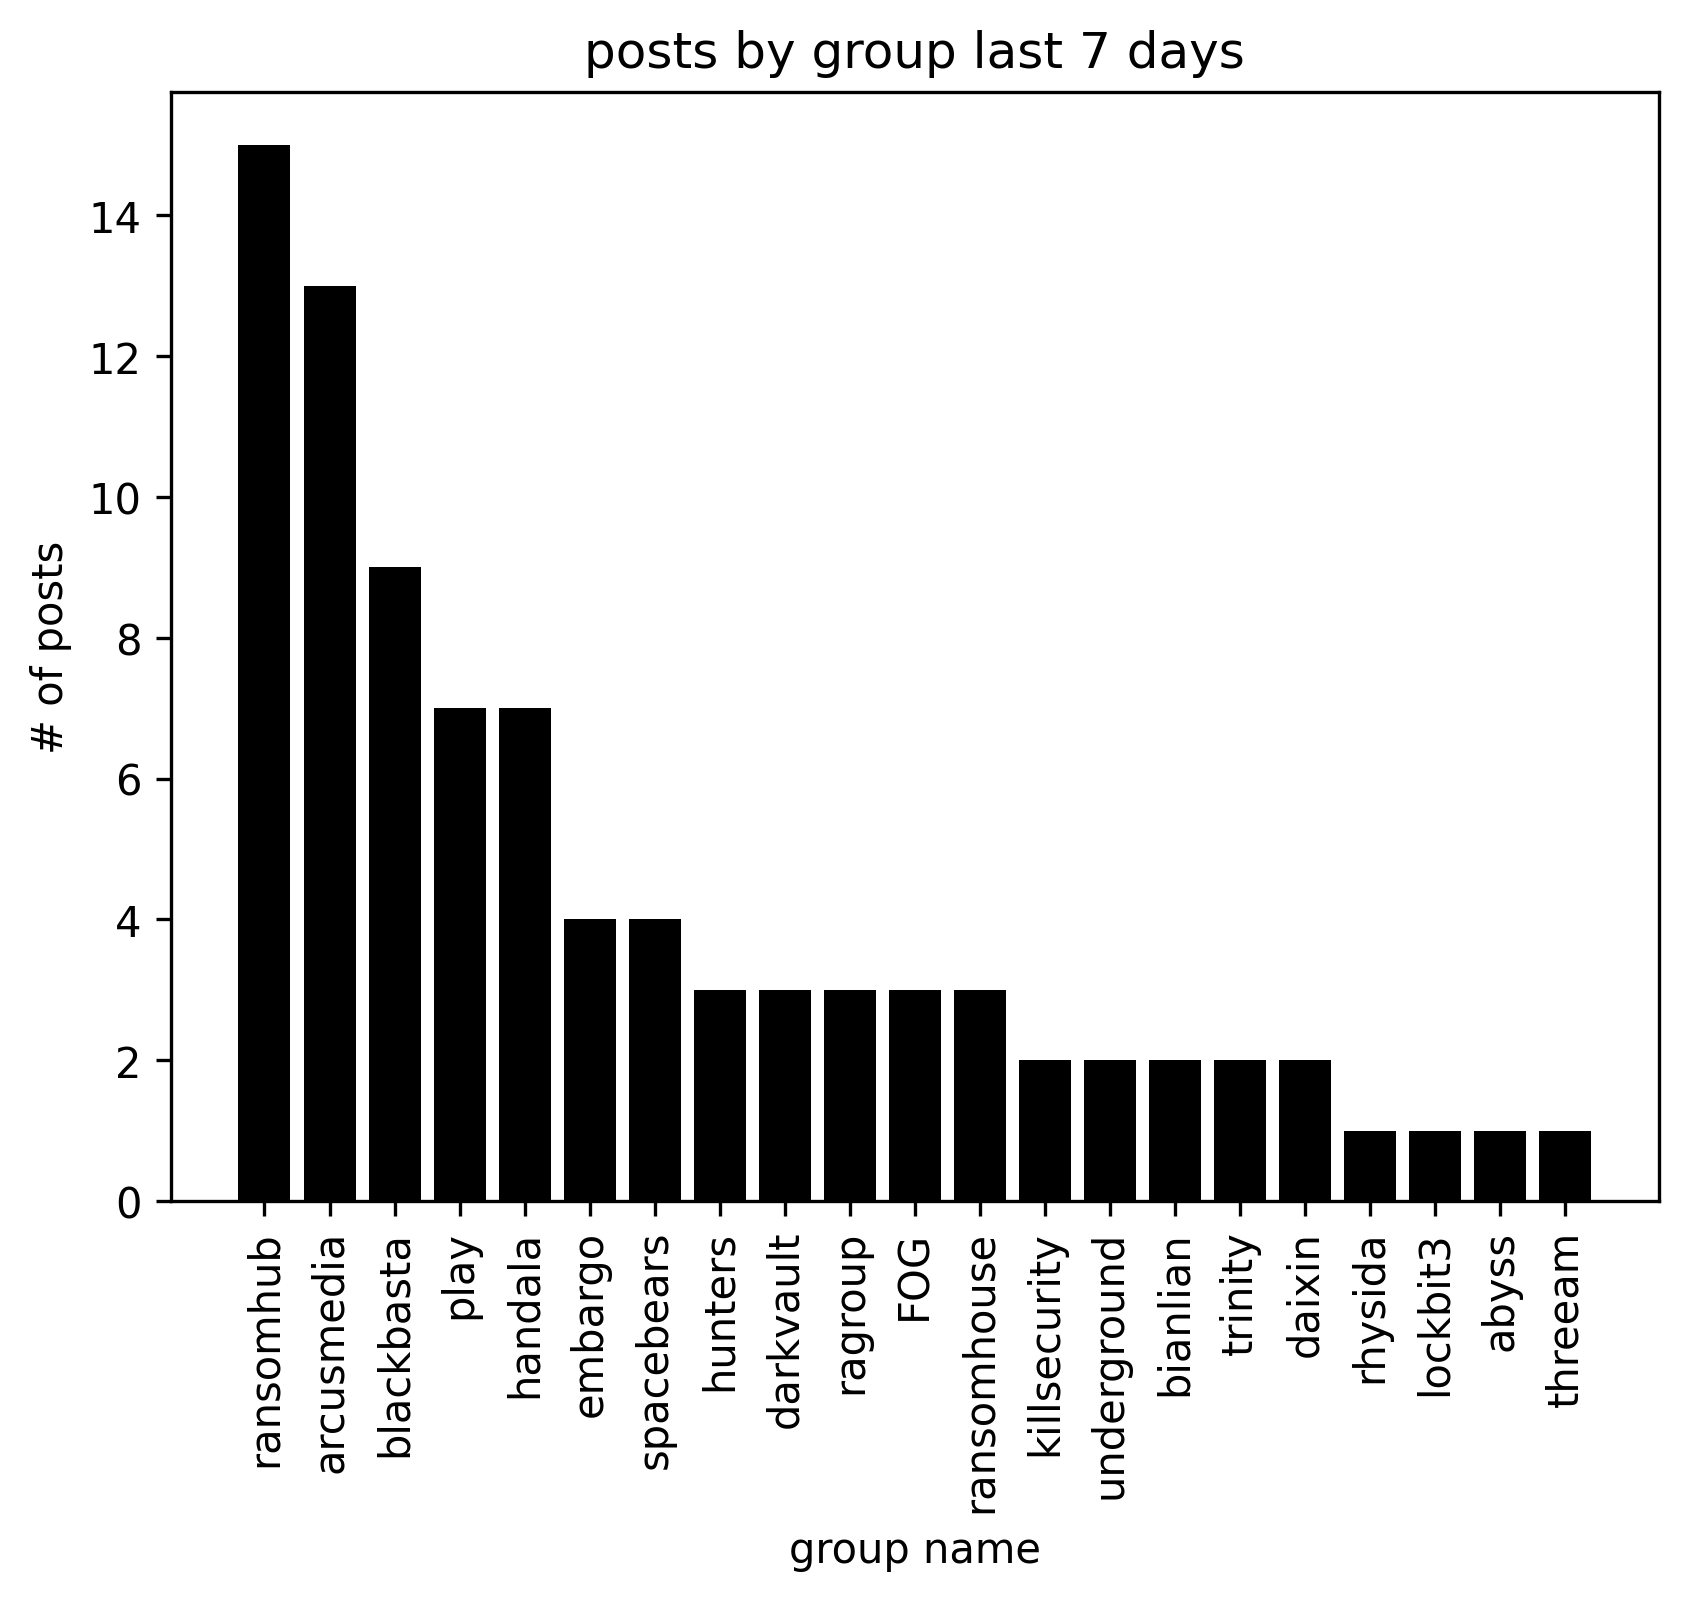 posts by group last 7 days
# of posts
14
12
10
8
6
4
2
0
ransomhub
arcusmedia
blackbasta
play
handala
embargo
spacebears
hunters
darkvault
ragroup
FOG
ransomhouse
killsecurity
underground
bianlian
trinity
daixin
rhysida
lockbit3
abyss
threeam
group name